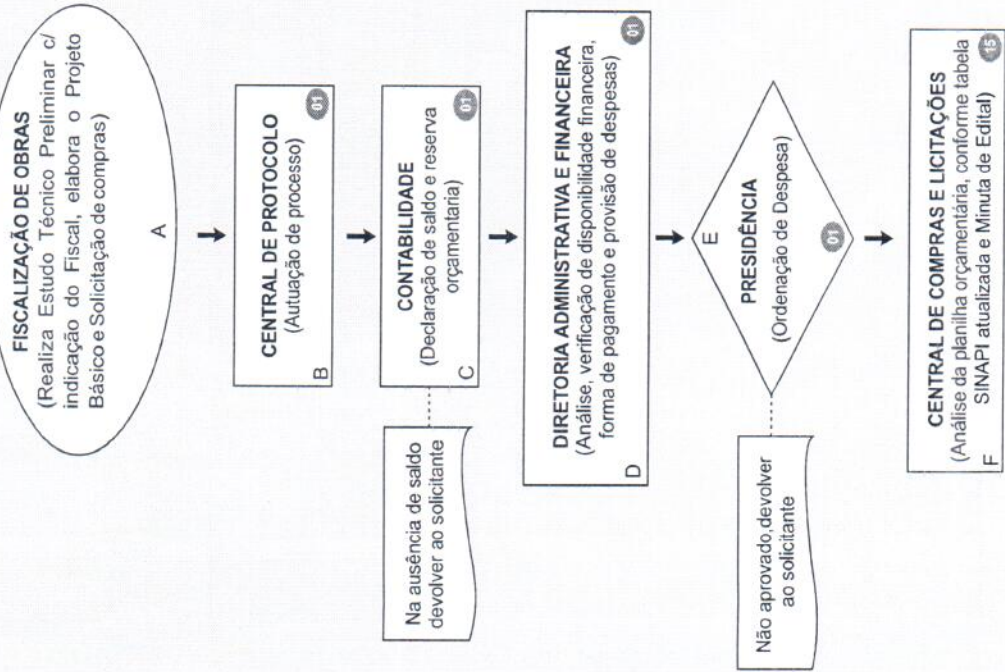 FISCALIZAÇÃO DE OBRAS
(Realiza Estudo Técnico Preliminar c/
indicação do Fiscal, elabora o Projeto
Básico e Solicitação de compras)
A
CENTRAL DE PROTOCOLO
(Autuação de processo)
B
01
CONTABILIDADE
(Declaração de saldo e reserva
orçamentaria)
C
01
Na ausência de saldo
devolver ao solicitante
DIRETORIA ADMINISTRATIVA E FINANCEIRA
(Análise, verificação de disponibilidade financeira,
forma de pagamento e provisão de despesas)
D
01
E
PRESIDÊNCIA
(Ordenação de Despesa)
01
Não aprovado,devolver
ao solicitante
CENTRAL DE COMPRAS E LICITAÇÕES
(Análise da planilha orçamentária, conforme tabela
SINAPI atualizada e Minuta de Edital)
F
15